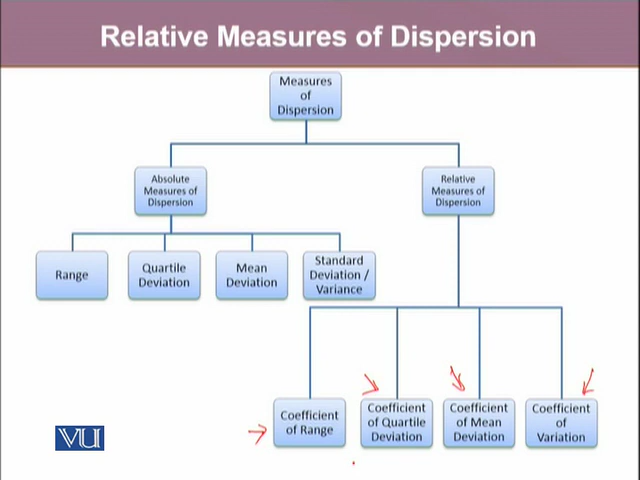 Relative Measures of Dispersion
Measures
of
Dispersion
Absolute
Measures of
Dispersion
Relative
Measures of
Dispersion
Range
Quartile
Deviation
Mean
Deviation
Standard
Deviation /
Variance
Coefficient
of Range
Coefficient
of Quartile
Deviation
Coefficient
of Mean
Deviation
Coefficient
of
Variation
VU